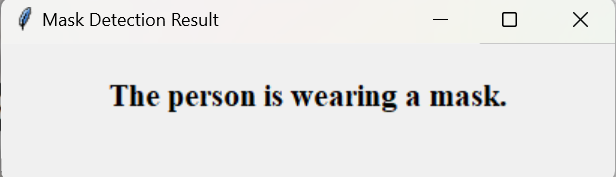 Mask Detection Result
The person is wearing a mask.